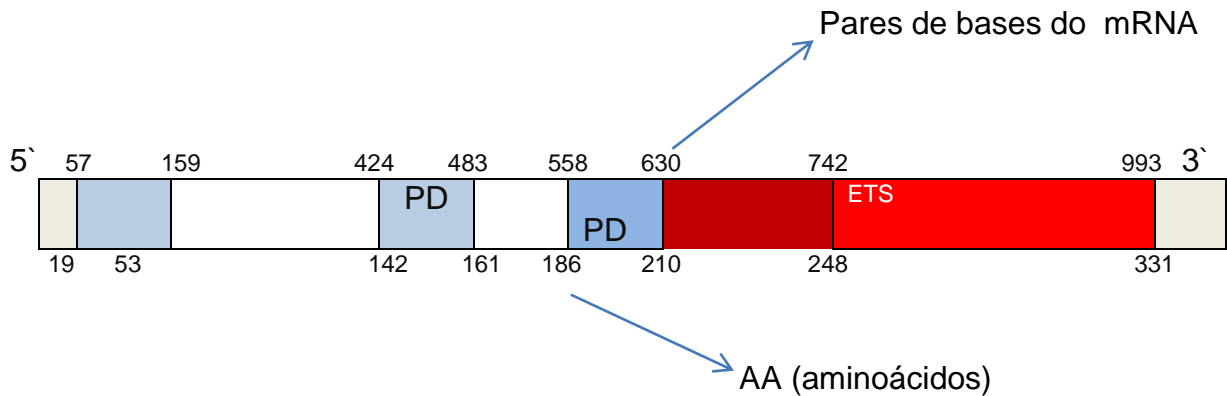 Pares de bases do mRNA
5` 57 159 424 483 558 630 742 993 3`
PD ETS
PD
19 53 142 161 186 210 248 331
AA (aminoácidos)